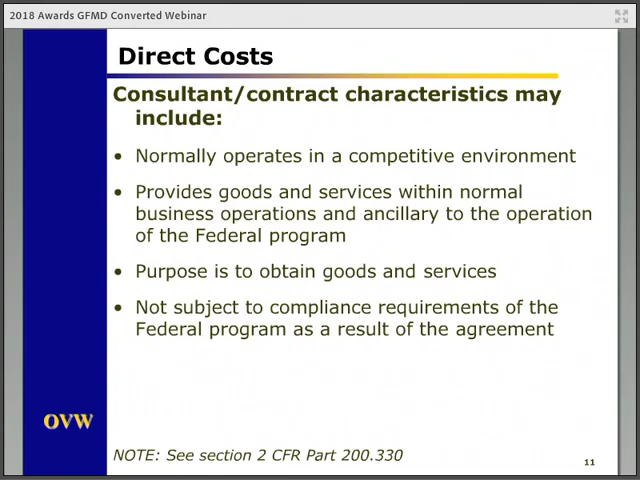 2018 Awards GFMD Converted Webinar
Direct Costs
Consultant/contract characteristics may
include:
• Normally operates in a competitive environment
• Provides goods and services within normal
business operations and ancillary to the operation
of the Federal program
• Purpose is to obtain goods and services
• Not subject to compliance requirements of the
Federal program as a result of the agreement
OVW
NOTE: See section 2 CFR Part 200.330
11